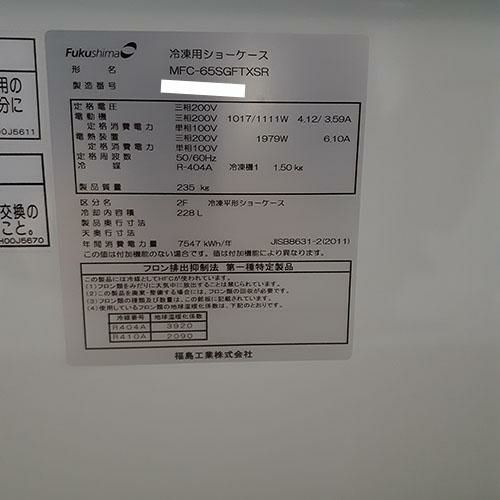 Fukushima 冷凍用ショーケース
形 名 MFC-65SGFTXSR
製造番号
定格電圧 三相200V
電動機 三相200V 1017/1111W 4.12/3.59A
定格消費電力 単相100V
電熱装置 三相200V 1979W 6.10A
定格消費電力 単相100V
定格周波数 50/60Hz
冷 媒 R-404A 冷凍機1 1.50kg
製品質量 235 kg
区分名 2F 冷凍平形ショーケース
冷却内容積 228 L
製品奥行寸法
天奥行寸法
年間消費電力量 7547 kWh/年 JISB8631-2(2011)
この値は付加機能のない場合です。値は付加機能により異なります。
フロン排出抑制法 第一種特定製品
この製品には冷媒としてHFCが使われています。
(1)フロン類をみだりに大気中に放出することは禁じられています。
(2)この製品を廃棄・整備する場合には、フロン類の回収が必要です。
(3)フロン類の種類及び数量は、この銘板に記載されています。
(4)使用しているフロン類の地球温暖化係数は、下記のとおりです。
冷媒番号 地球温暖化係数
R404A 3920
R410A 2090
福島工業株式会社
用の
分に
00J5611
交換の
こと。
H00J5670